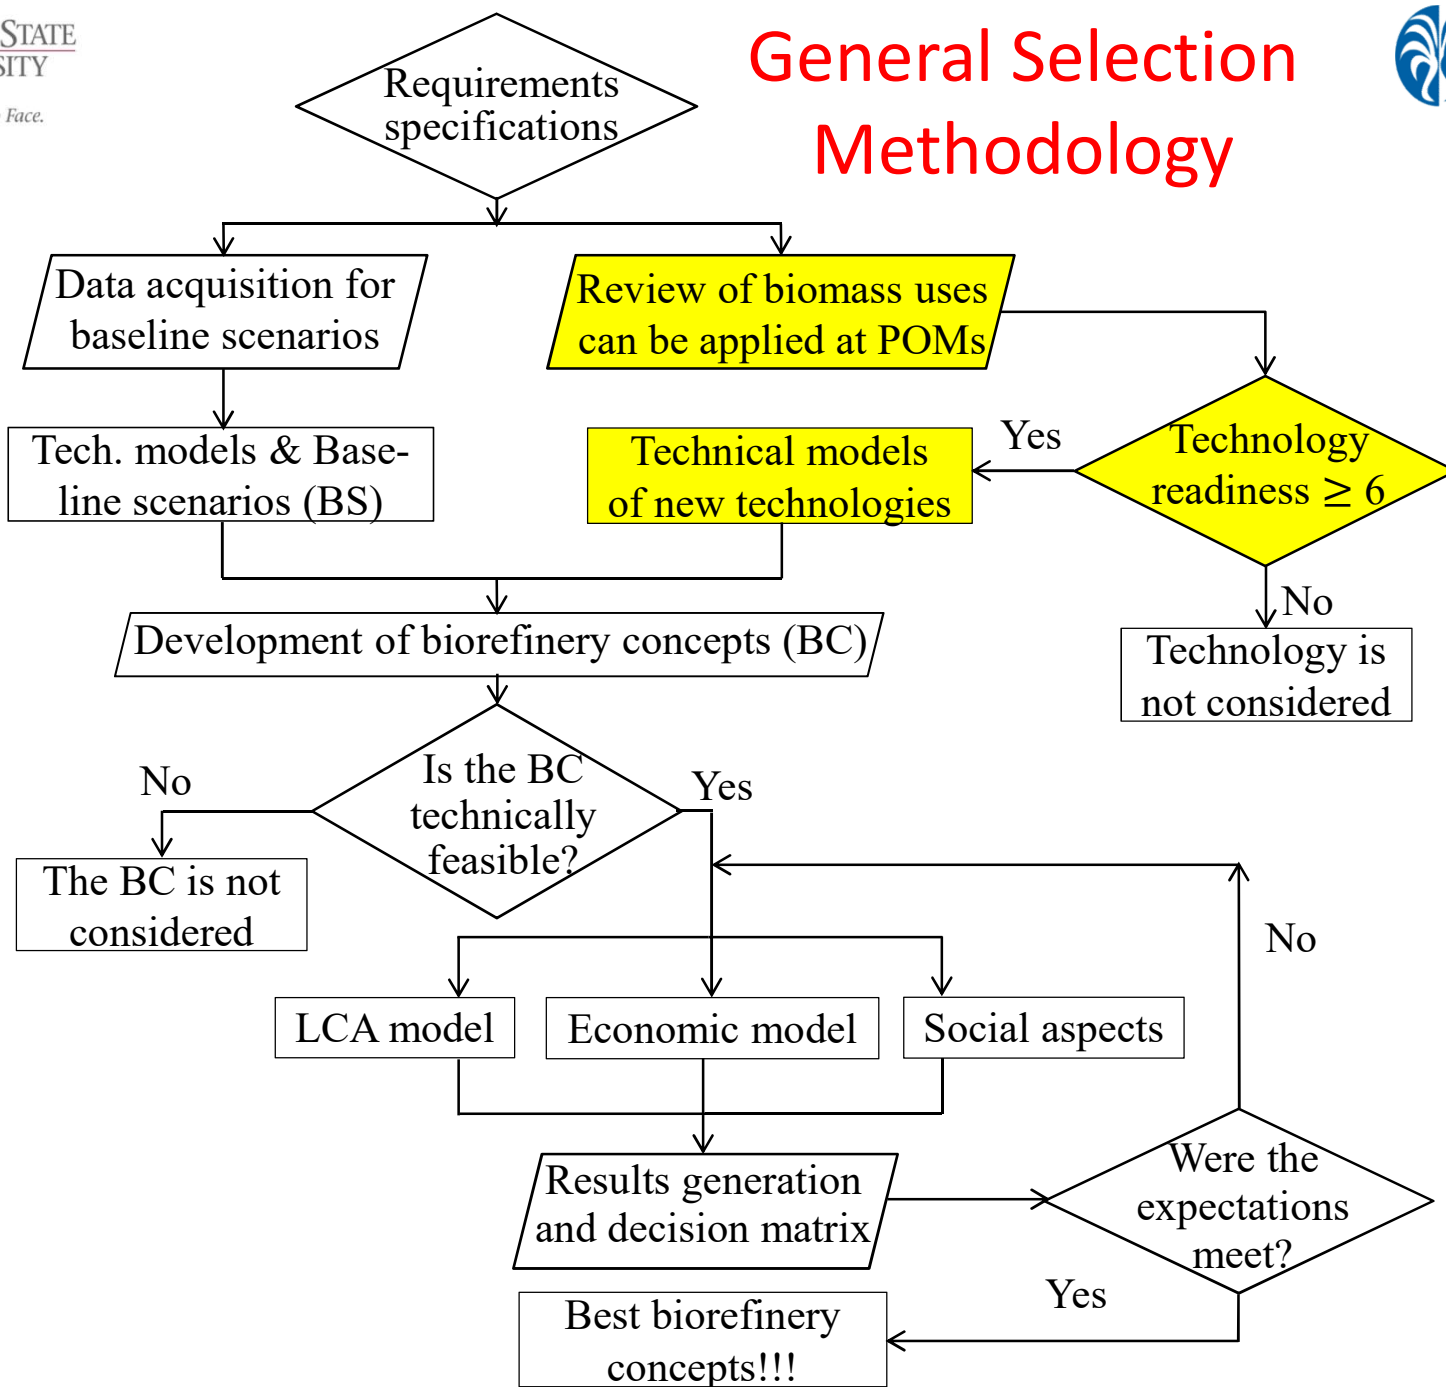 STATE
SITY
Face.
General Selection
Methodology
Requirements
specifications
Data acquisition for
baseline scenarios
Review of biomass uses
can be applied at POMs
Tech. models & Base-
line scenarios (BS)
Technical models
of new technologies
Yes
Technology
readiness ≥ 6
No
Technology is
not considered
Development of biorefinery concepts (BC)
Is the BC
technically
feasible?
No
Yes
The BC is not
considered
No
LCA model
Economic model
Social aspects
Results generation
and decision matrix
Were the
expectations
meet?
Yes
Best biorefinery
concepts!!!